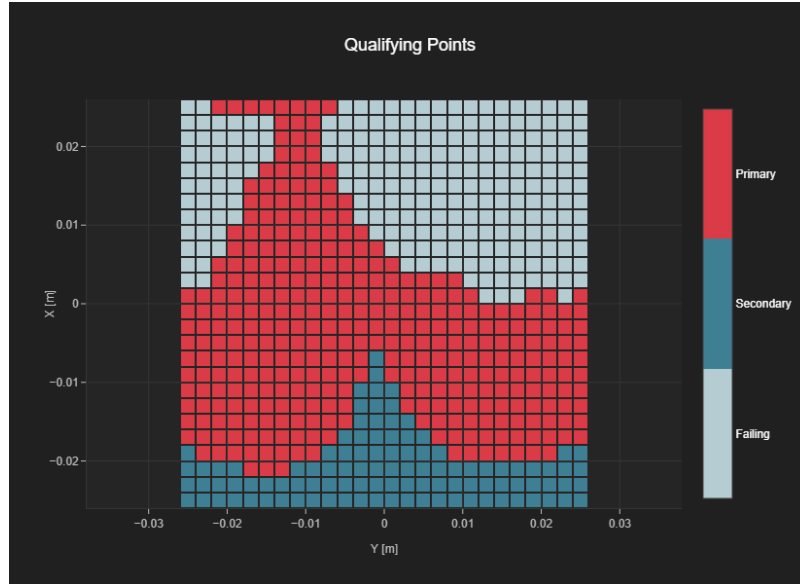 Qualifying Points
X [m]
0.02
0.01
0
−0.01
−0.02
−0.03
−0.02
−0.01
0
0.01
0.02
0.03
Y [m]
Primary
Secondary
Failing